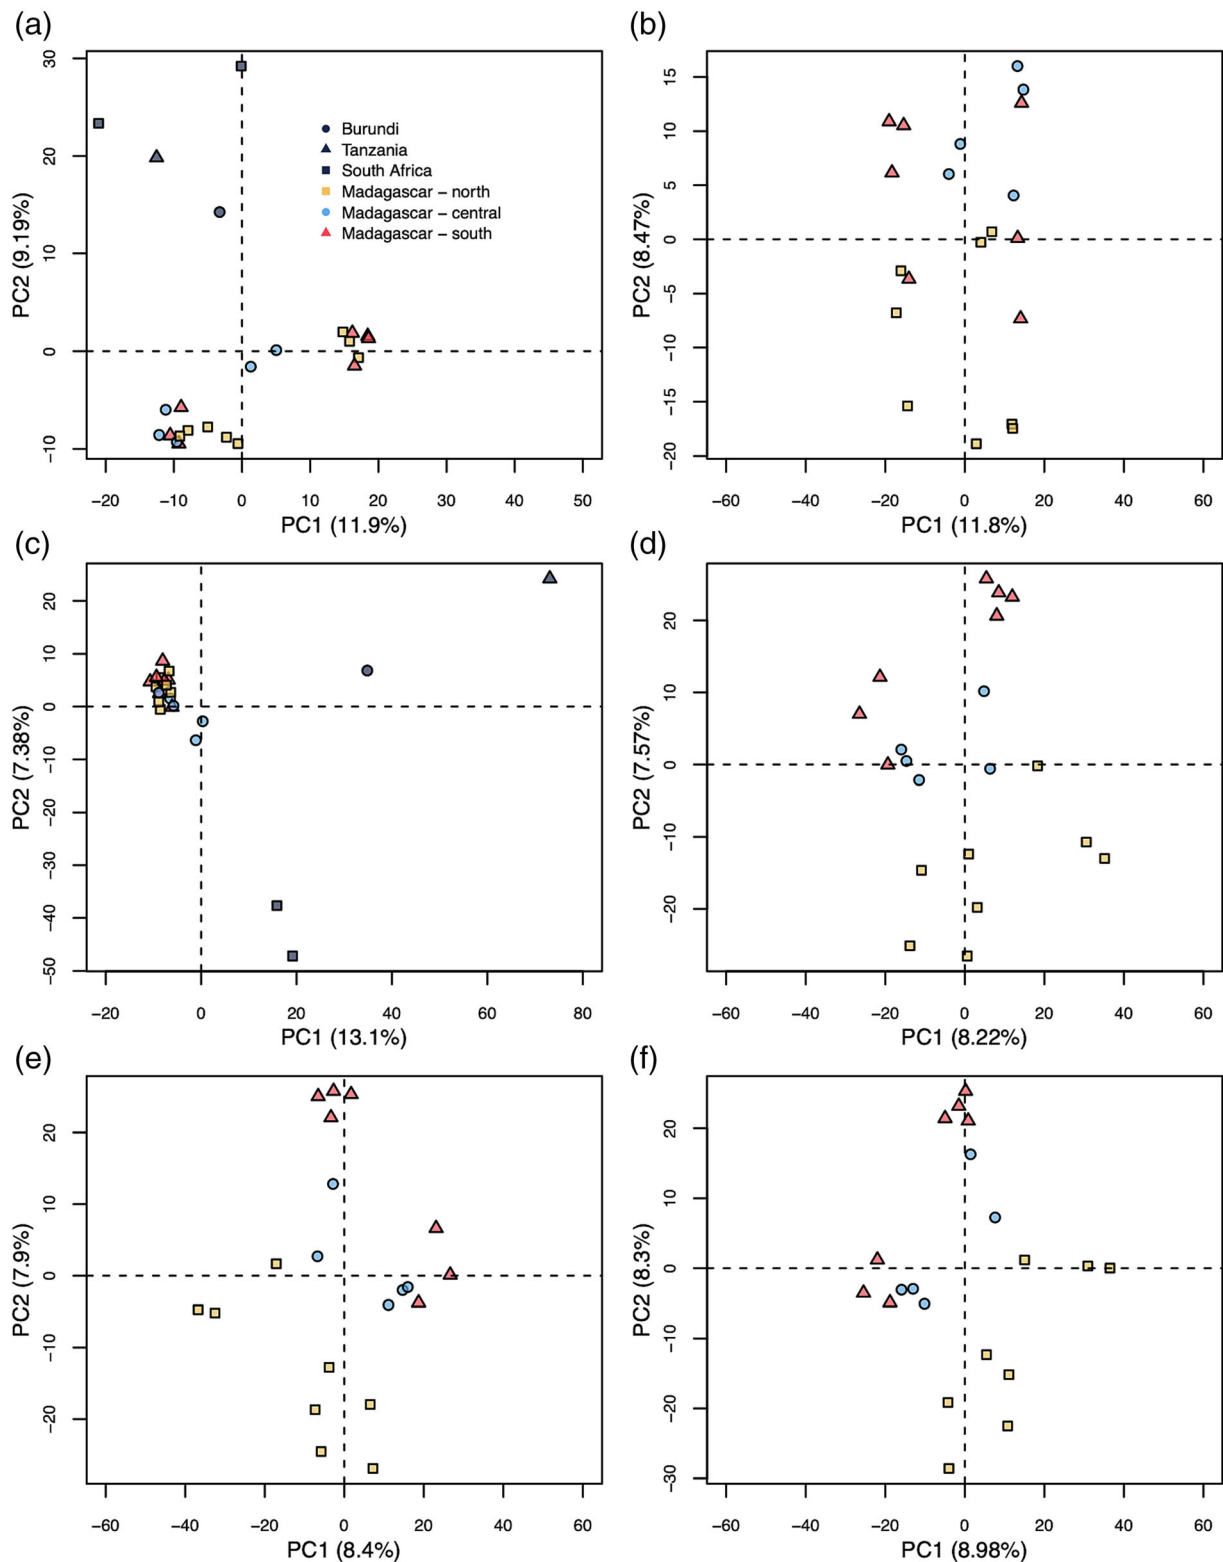 (a)
(b)
30
20
10
0
−10
PC2 (9.19%)
Burundi
Tanzania
South Africa
Madagascar – north
Madagascar – central
Madagascar – south
−20 −10 0 10 20 30 40 50
PC1 (11.9%)
15
10
5
0
−5
−10
−15
−20
PC2 (8.47%)
−60 −40 −20 0 20 40 60
PC1 (11.8%)
(c)
(d)
20
10
0
−10
−20
−30
−40
−50
PC2 (7.38%)
−20 0 20 40 60 80
PC1 (13.1%)
20
10
0
−10
−20
PC2 (7.57%)
−60 −40 −20 0 20 40 60
PC1 (8.22%)
(e)
(f)
20
10
0
−10
−20
PC2 (7.9%)
−60 −40 −20 0 20 40 60
PC1 (8.4%)
20
10
0
−10
−20
−30
PC2 (8.3%)
−60 −40 −20 0 20 40 60
PC1 (8.98%)